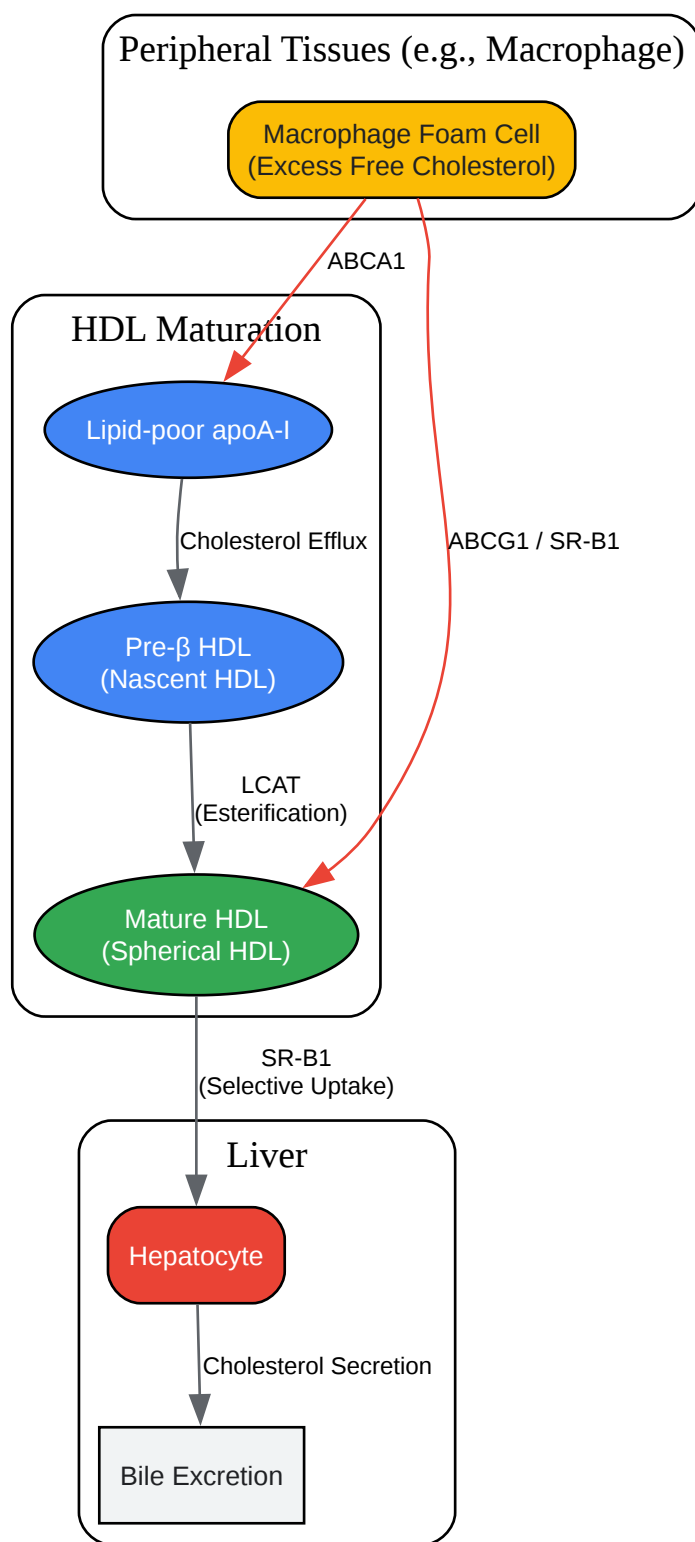 Peripheral Tissues (e.g., Macrophage)
Macrophage Foam Cell
(Excess Free Cholesterol)
ABCA1
HDL Maturation
Lipid-poor apoA-I
Cholesterol Efflux
ABCG1 / SR-B1
Pre-β HDL
(Nascent HDL)
LCAT
(Esterification)
Mature HDL
(Spherical HDL)
SR-B1
(Selective Uptake)
Liver
Hepatocyte
Cholesterol Secretion
Bile Excretion